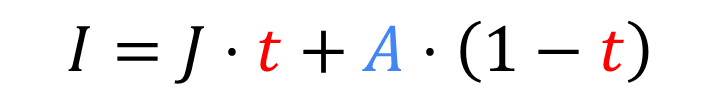 I = J · t + A · (1 − t)